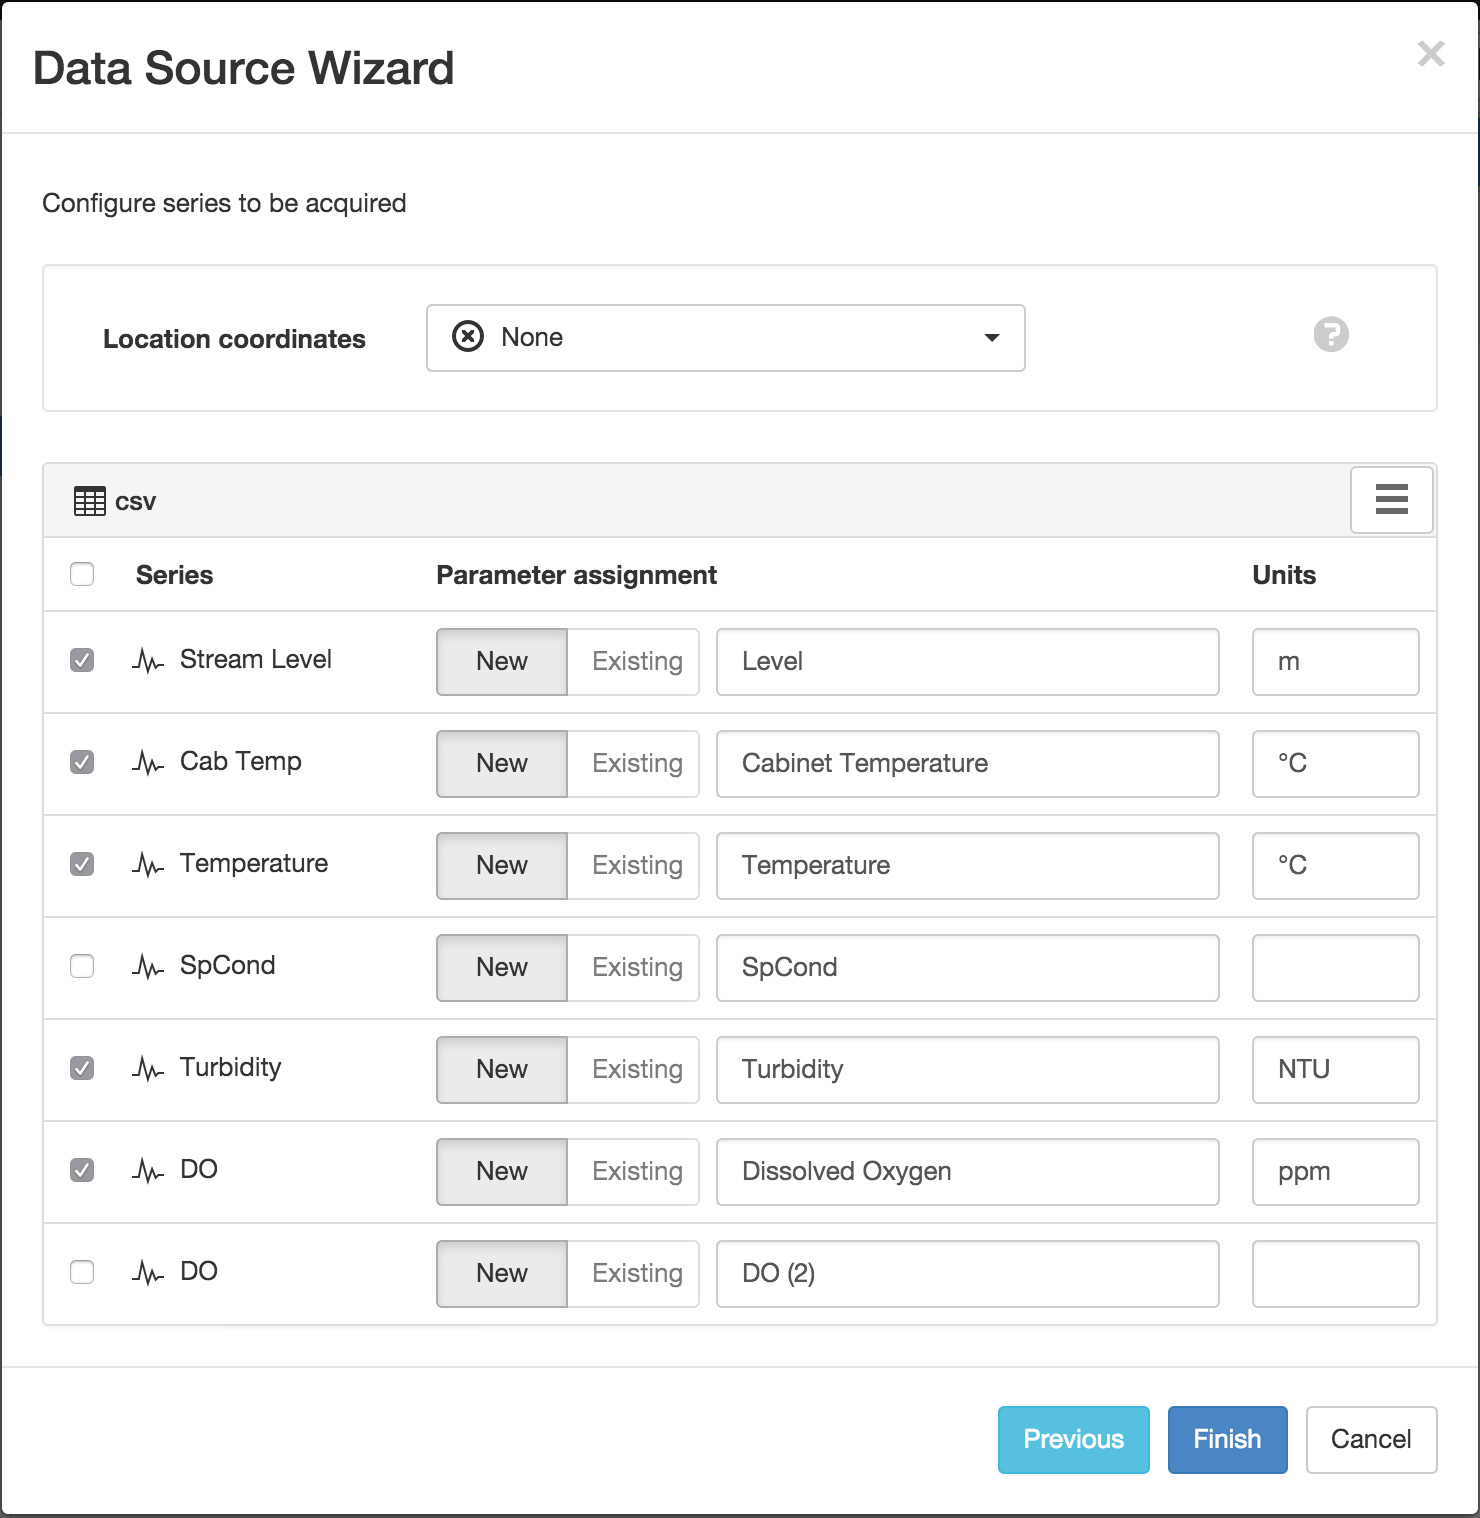 Data Source Wizard
×
Configure series to be acquired
Location coordinates None ?
csv
Series Parameter assignment Units
Stream Level New Existing Level m
Cab Temp New Existing Cabinet Temperature °C
Temperature New Existing Temperature °C
SpCond New Existing SpCond
Turbidity New Existing Turbidity NTU
DO New Existing Dissolved Oxygen ppm
DO New Existing DO (2)
Previous Finish Cancel